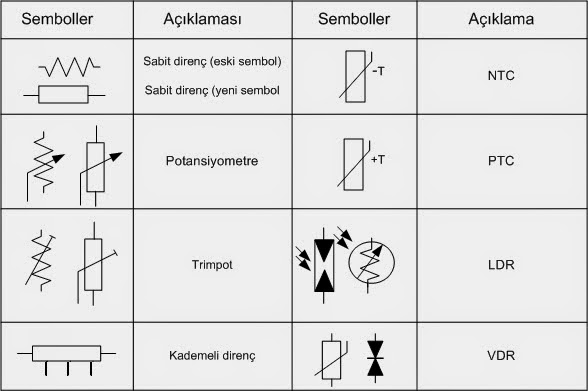 Semboller Açıklaması Semboller Açıklama
Sabit direnç (eski sembol)
Sabit direnç (yeni sembol
-T
NTC
Potansiyometre
+T
PTC
Trimpot
LDR
Kademeli direnç
VDR